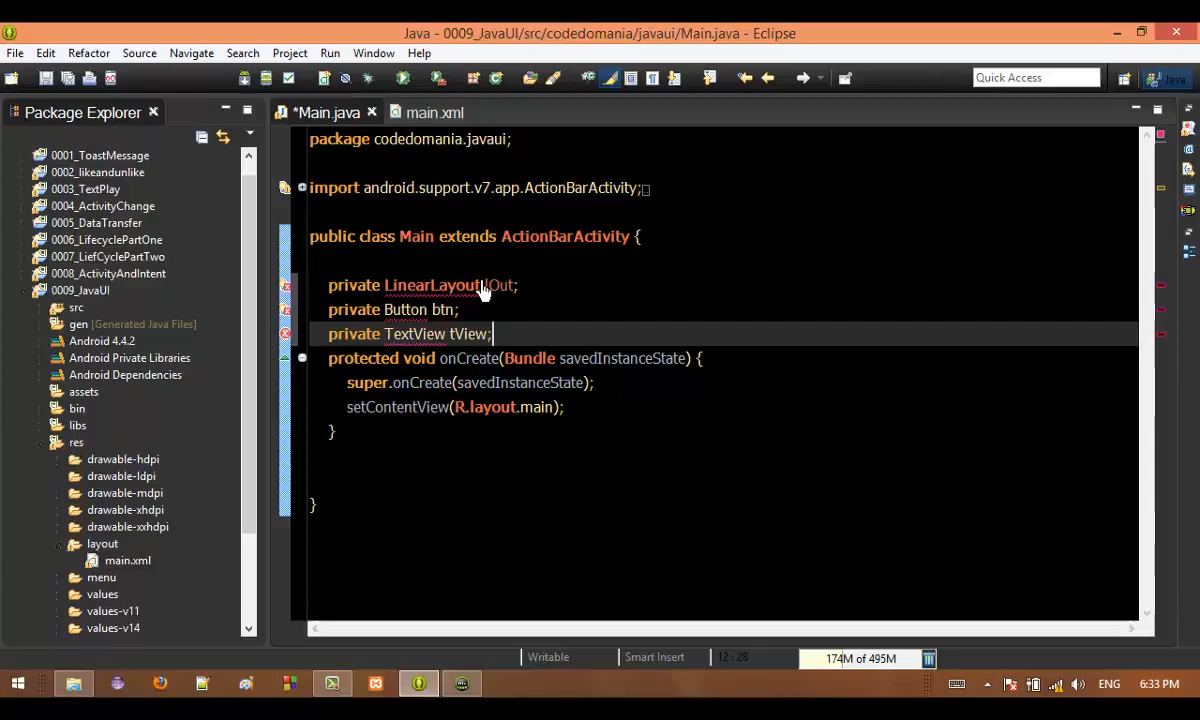 Java - 0009_JavaUI/src/codedomania/javaui/Main.java - Eclipse
File Edit Refactor Source Navigate Search Project Run Window Help
Quick Access
Java
Package Explorer
*Main.java
main.xml
0001_ToastMessage
0002_likeandunlike
0003_TextPlay
0004_ActivityChange
0005_DataTransfer
0006_LifecyclePartOne
0007_LiefCyclePartTwo
0008_ActivityAndIntent
0009_JavaUI
src
gen [Generated Java Files]
Android 4.4.2
Android Private Libraries
Android Dependencies
assets
bin
libs
res
drawable-hdpi
drawable-ldpi
drawable-mdpi
drawable-xhdpi
drawable-xxhdpi
layout
main.xml
menu
values
values-v11
values-v14
package codedomania.javaui;
import android.support.v7.app.ActionBarActivity;
public class Main extends ActionBarActivity {
private LinearLayout lOut;
private Button btn;
private TextView tView;
protected void onCreate(Bundle savedInstanceState) {
super.onCreate(savedInstanceState);
setContentView(R.layout.main);
}
}
Writable
Smart Insert
12 : 28
174M of 495M
ENG
6:33 PM